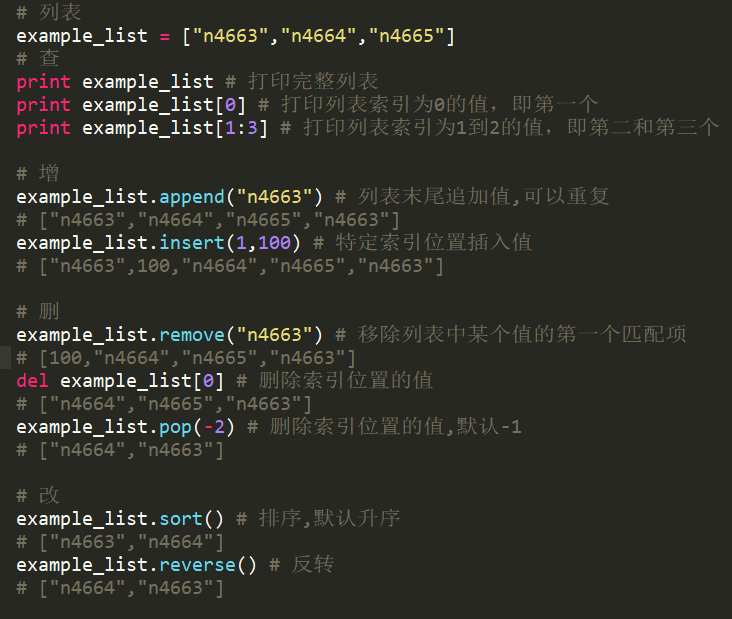 # 列表
example_list = ["n4663","n4664","n4665"]
# 查
print example_list # 打印完整列表
print example_list[0] # 打印列表索引为0的值，即第一个
print example_list[1:3] # 打印列表索引为1到2的值，即第二和第三个
# 增
example_list.append("n4663") # 列表末尾追加值,可以重复
# ["n4663","n4664","n4665","n4663"]
example_list.insert(1,100) # 特定索引位置插入值
# ["n4663",100,"n4664","n4665","n4663"]
# 删
example_list.remove("n4663") # 移除列表中某个值的第一个匹配项
# [100,"n4664","n4665","n4663"]
del example_list[0] # 删除索引位置的值
# ["n4664","n4665","n4663"]
example_list.pop(-2) # 删除索引位置的值,默认-1
# ["n4664","n4663"]
# 改
example_list.sort() # 排序,默认升序
# ["n4663","n4664"]
example_list.reverse() # 反转
# ["n4664","n4663"]